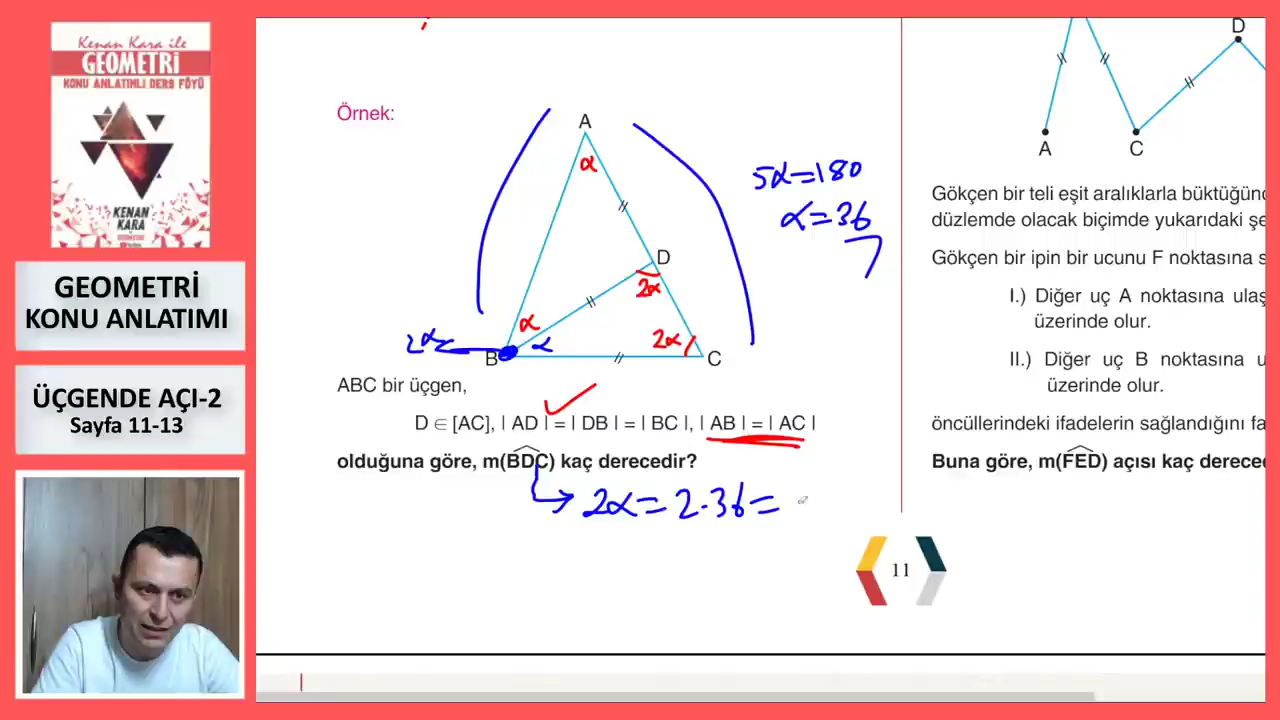 Kenan Kara ile
GEOMETRİ
KONU ANLATIMLI DERS FÖYÜ
KENAN
KARA
GEOMETRİ
KONU ANLATIMI
ÜÇGENDE AÇI-2
Sayfa 11-13
Örnek:
A
α
D
2α
α
2α
2α
B
α
C
5α=180
α=36
ABC bir üçgen,
D ∈ [AC], | AD | = | DB | = | BC |, | AB | = | AC |
olduğuna göre, m(BDC) kaç derecedir?
2α=2·36=
D
A
C
Gökçen bir teli eşit aralıklarla büktüğünd
düzlemde olacak biçimde yukarıdaki şe
Gökçen bir ipin bir ucunu F noktasına s
I.) Diğer uç A noktasına ulaş
üzerinde olur.
II.) Diğer uç B noktasına u
üzerinde olur.
öncüllerindeki ifadelerin sağlandığını fa
Buna göre, m(FED) açısı kaç derece
11